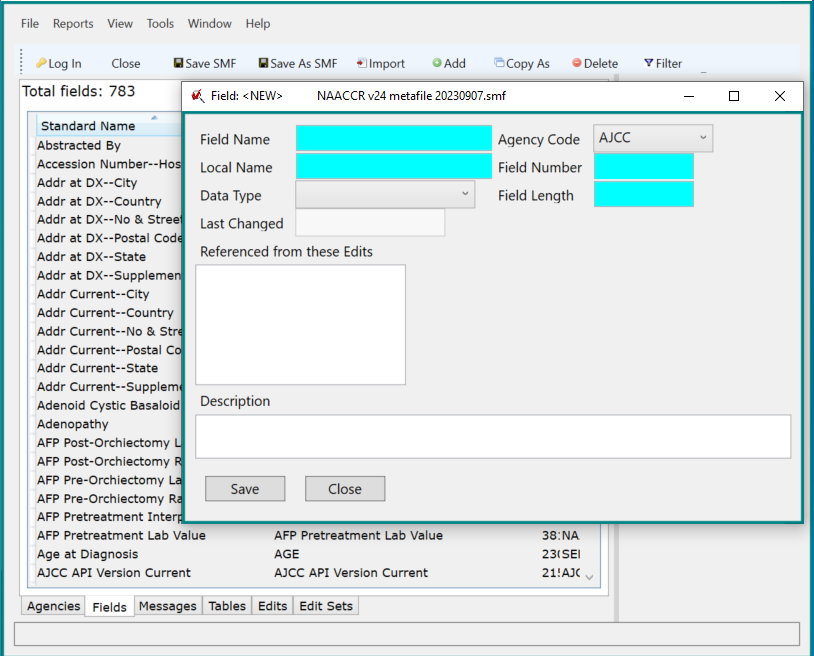 File Reports View Tools Window Help
Log In Close Save SMF Save As SMF Import Add Copy As Delete Filter
Total fields: 783
Field: <NEW> NAACCR v24 metafile 20230907.smf
Field Name Agency Code AJCC
Local Name Field Number
Data Type Field Length
Last Changed
Referenced from these Edits
Description
Save Close
Standard Name
Abstracted By
Accession Number--Hos
Addr at DX--City
Addr at DX--Country
Addr at DX--No & Street
Addr at DX--Postal Code
Addr at DX--State
Addr at DX--Supplemen
Addr Current--City
Addr Current--Country
Addr Current--No & Stre
Addr Current--Postal Co
Addr Current--State
Addr Current--Suppleme
Adenoid Cystic Basaloid
Adenopathy
AFP Post-Orchiectomy L
AFP Post-Orchiectomy R
AFP Pre-Orchiectomy La
AFP Pre-Orchiectomy Ra
AFP Pretreatment Interp
AFP Pretreatment Lab Value AFP Pretreatment Lab Value 38 NA
Age at Diagnosis AGE 23 SE
AJCC API Version Current AJCC API Version Current 21 AJC
Agencies Fields Messages Tables Edits Edit Sets